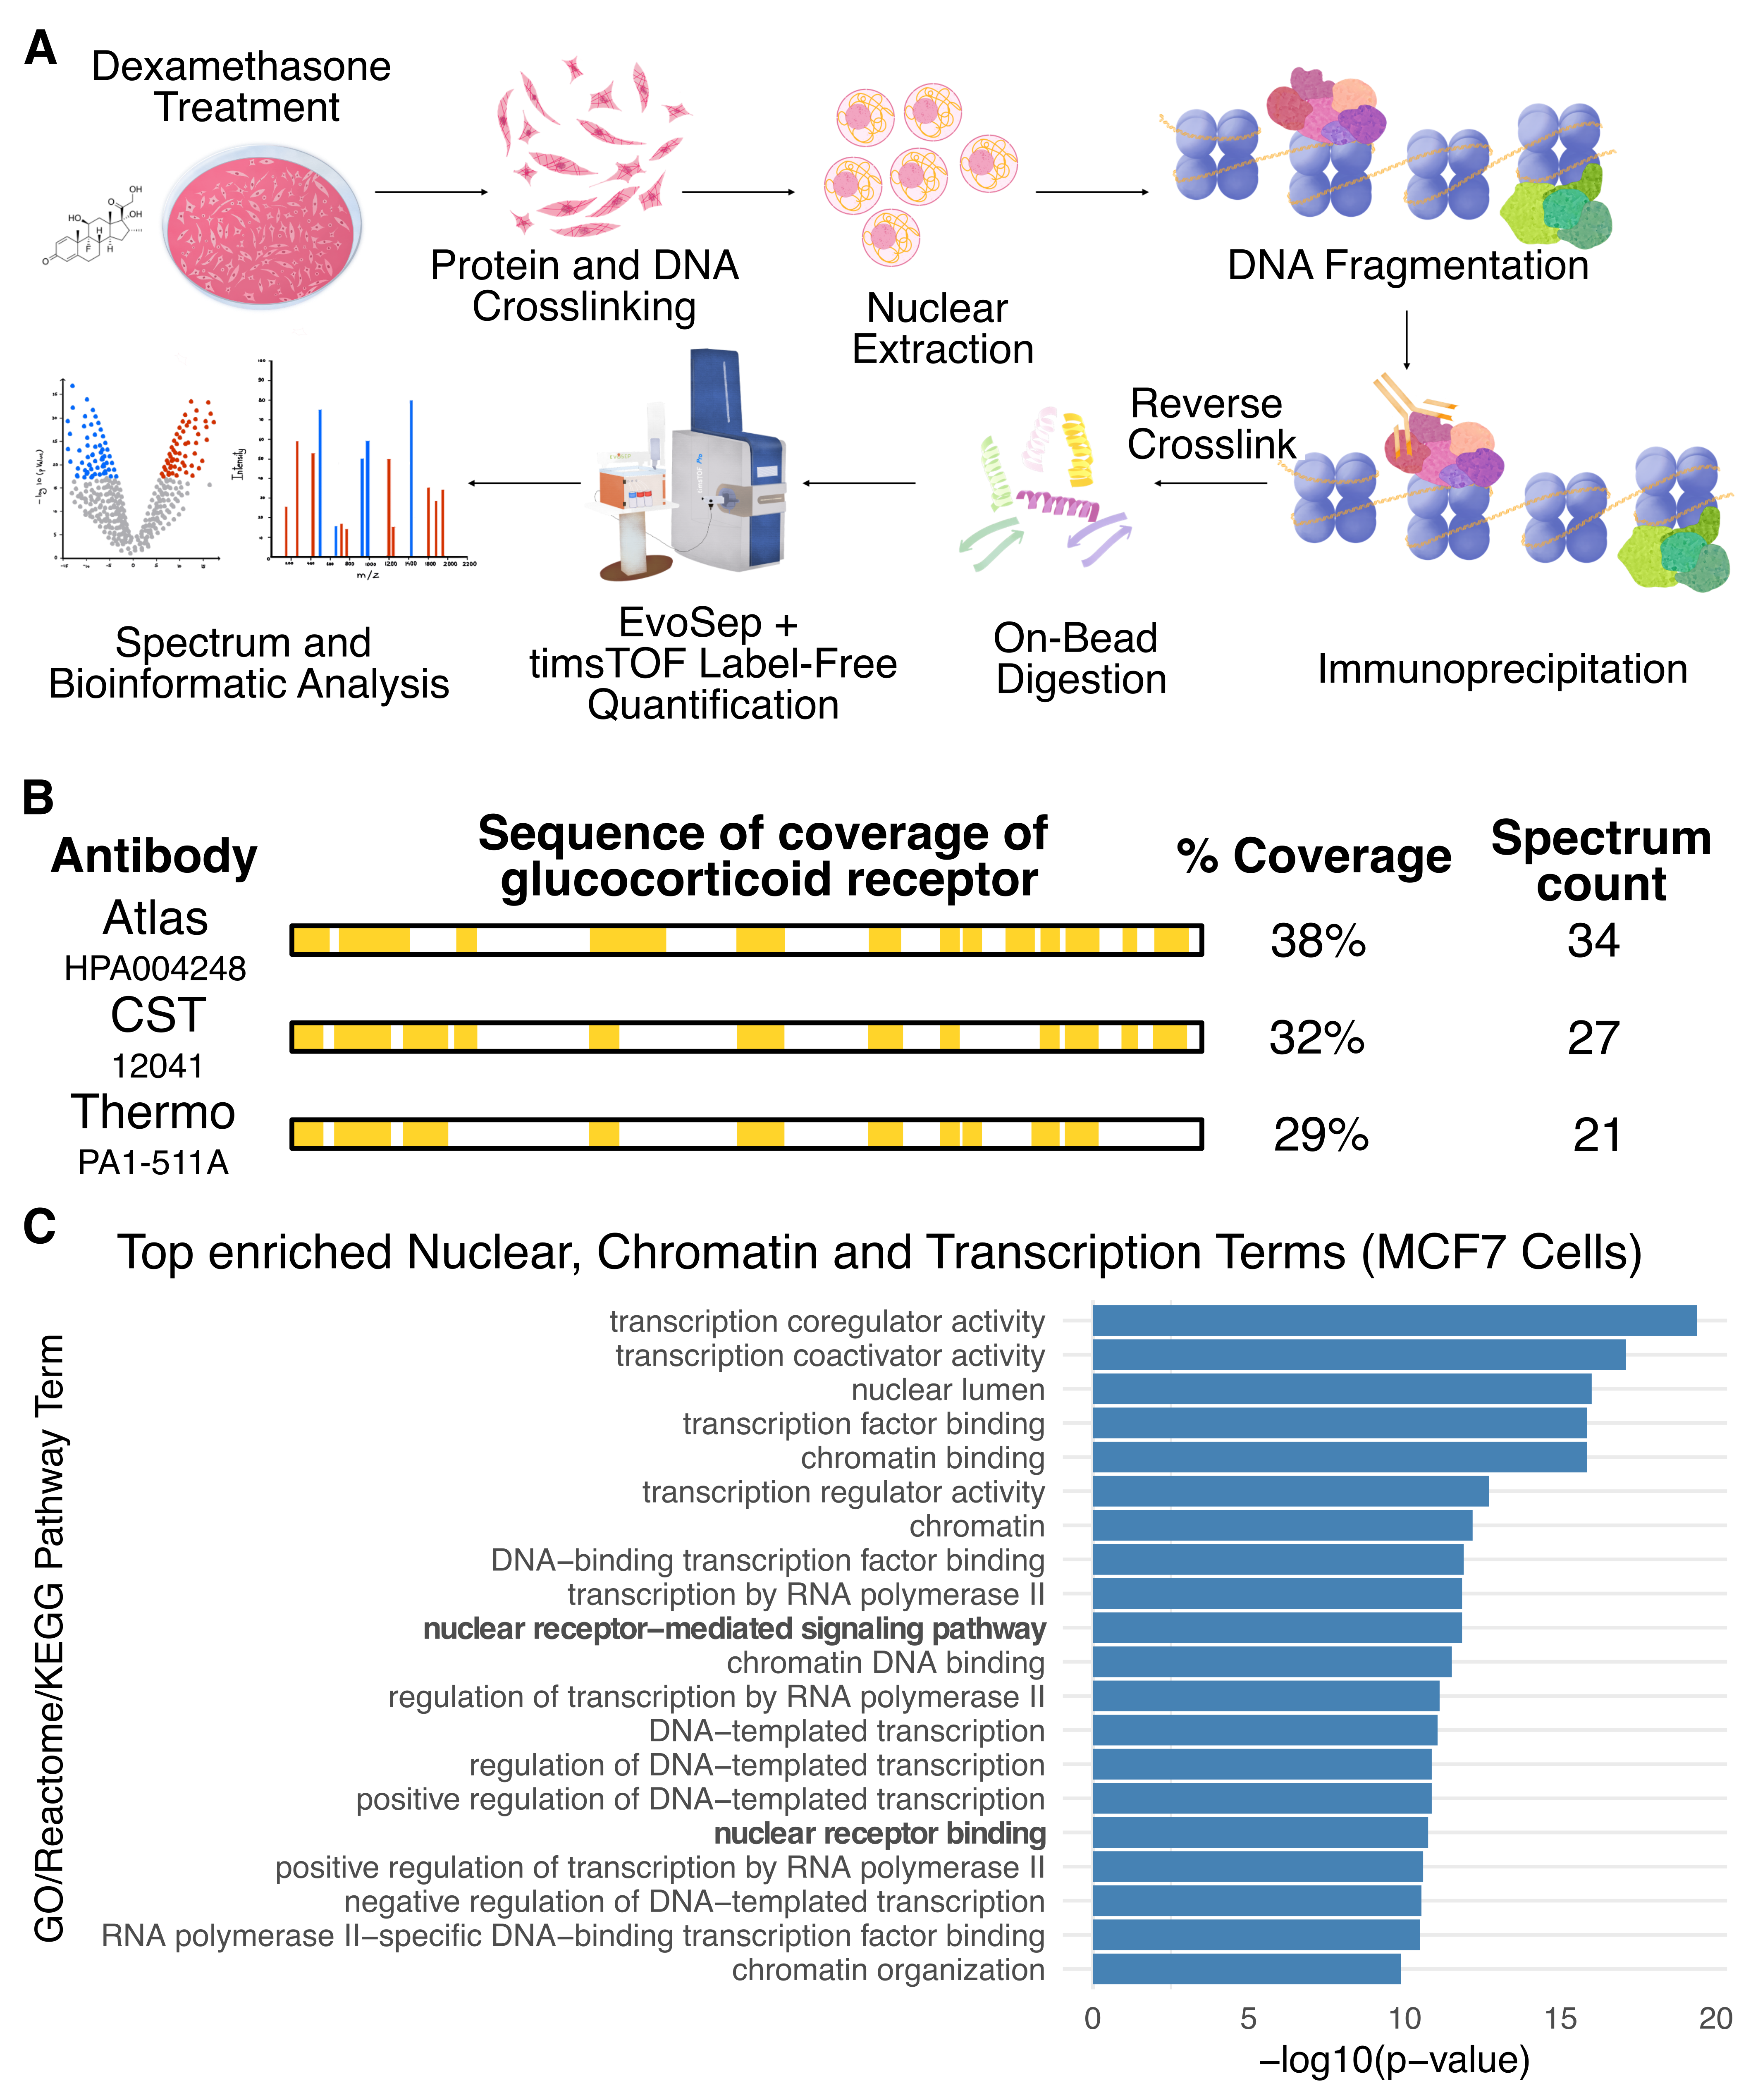 A
Dexamethasone
Treatment
OH
O
HO
OH
H
F
H
O
Protein and DNA
Crosslinking
Nuclear
Extraction
DNA Fragmentation
Reverse
Crosslink
Immunoprecipitation
On-Bead
Digestion
EvoSep +
timsTOF Label-Free
Quantification
Intensity
m/z
-log10 (p Value)
Spectrum and
Bioinformatic Analysis
B
Antibody
Sequence of coverage of
glucocorticoid receptor
% Coverage
Spectrum
count
Atlas
HPA004248
38%
34
CST
12041
32%
27
Thermo
PA1-511A
29%
21
C
Top enriched Nuclear, Chromatin and Transcription Terms (MCF7 Cells)
GO/Reactome/KEGG Pathway Term
transcription coregulator activity
transcription coactivator activity
nuclear lumen
transcription factor binding
chromatin binding
transcription regulator activity
chromatin
DNA−binding transcription factor binding
transcription by RNA polymerase II
nuclear receptor−mediated signaling pathway
chromatin DNA binding
regulation of transcription by RNA polymerase II
DNA−templated transcription
regulation of DNA−templated transcription
positive regulation of DNA−templated transcription
nuclear receptor binding
positive regulation of transcription by RNA polymerase II
negative regulation of DNA−templated transcription
RNA polymerase II−specific DNA−binding transcription factor binding
chromatin organization
0 5 10 15 20
−log10(p−value)